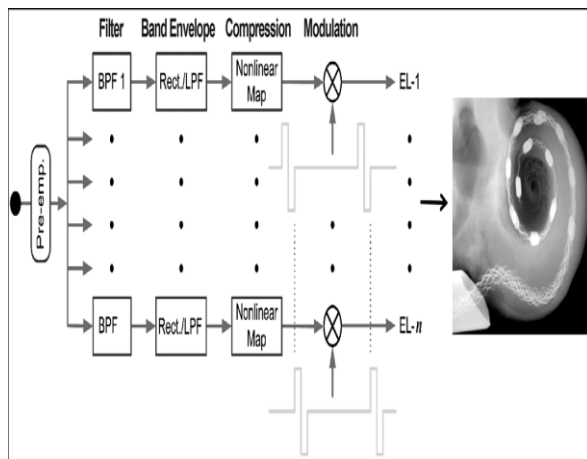 Filter Band Envelope Compression Modulation
Pre-emp.
BPF 1 Rect./LPF Nonlinear Map EL-1
BPF Rect./LPF Nonlinear Map EL-n